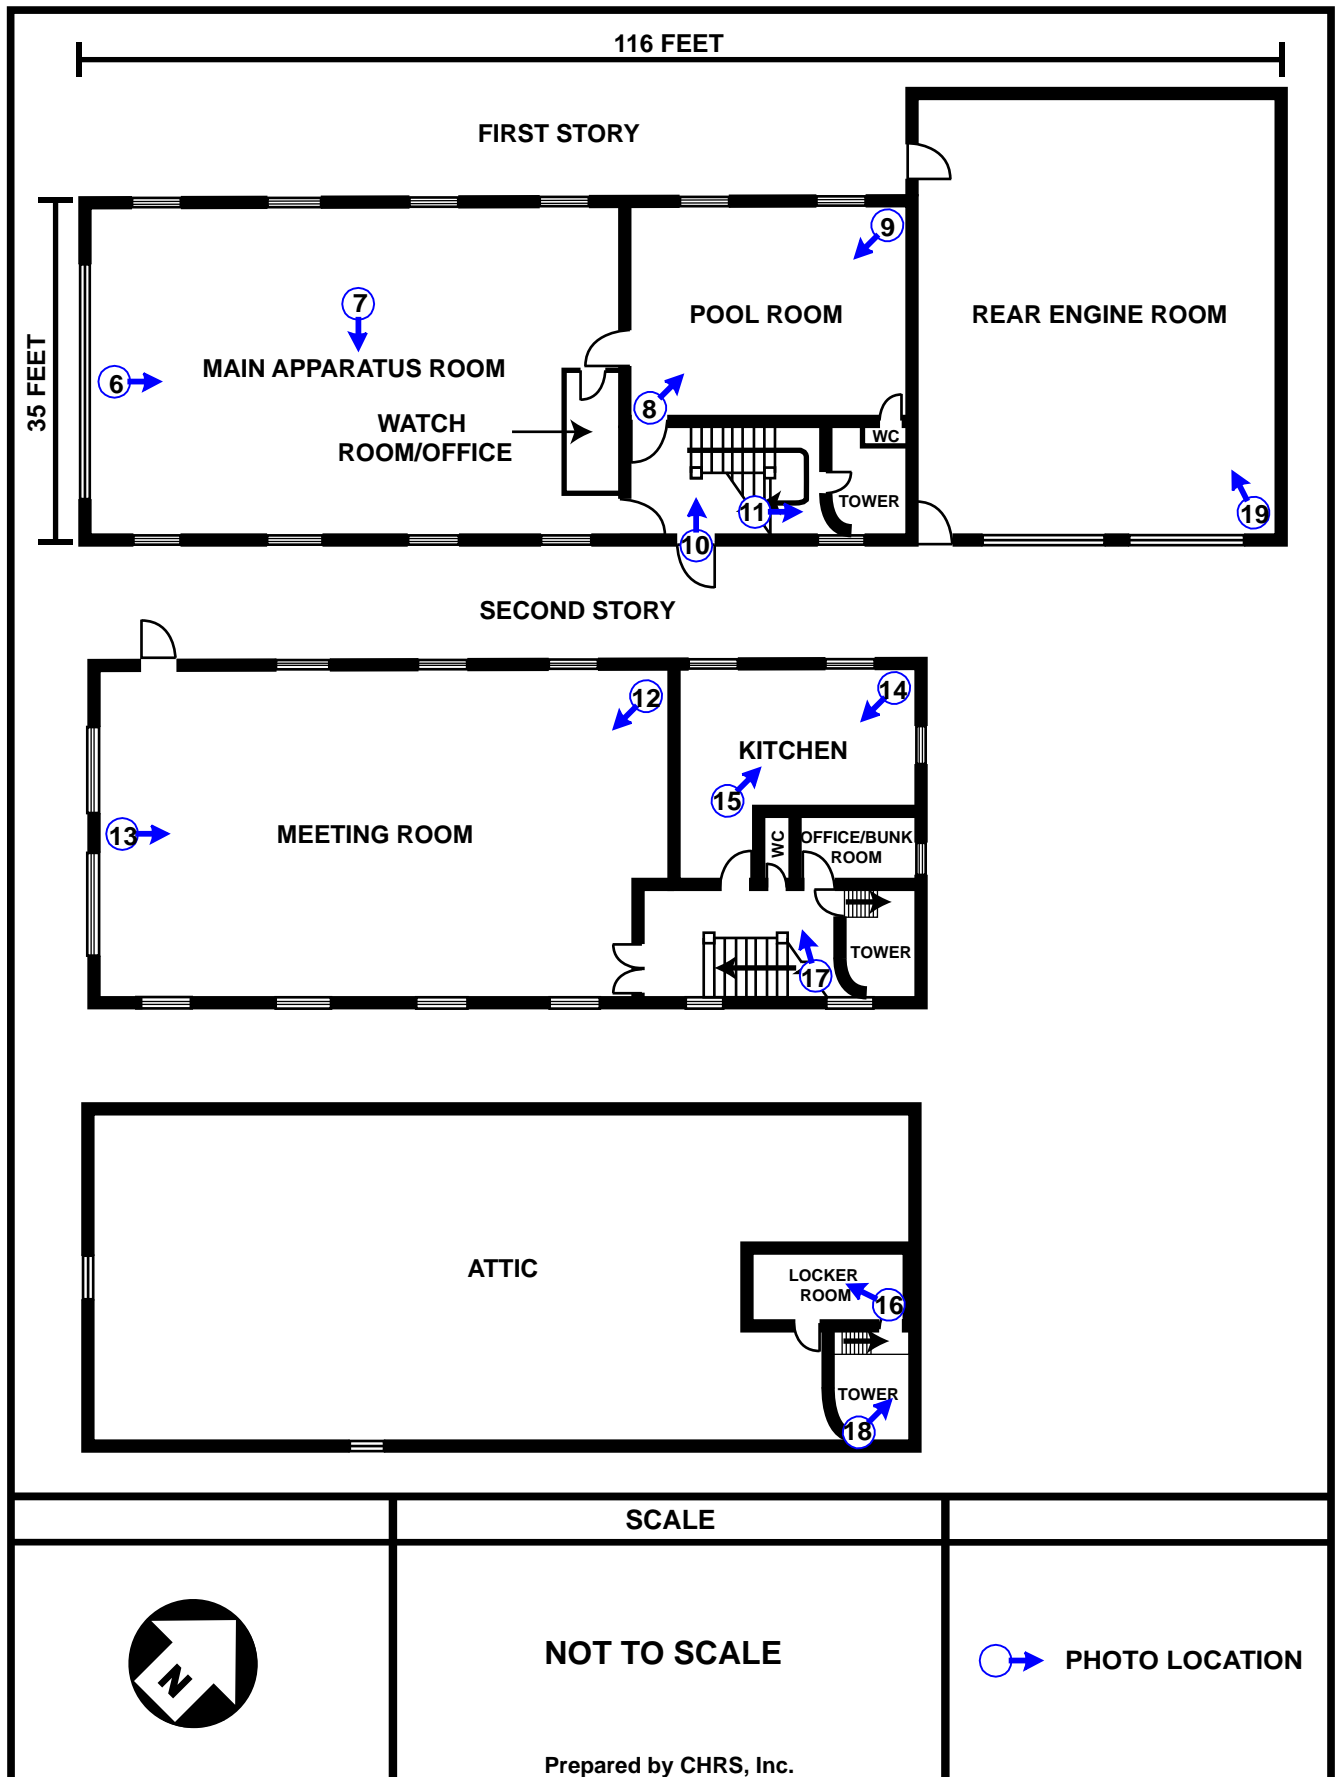 116 FEET
FIRST STORY
35 FEET
9
7
POOL ROOM
REAR ENGINE ROOM
MAIN APPARATUS ROOM
6
8
WATCH
ROOM/OFFICE
WC
TOWER
11
19
10
SECOND STORY
12
14
KITCHEN
15
13
MEETING ROOM
WC
OFFICE/BUNK
ROOM
TOWER
17
ATTIC
LOCKER
ROOM
16
TOWER
18
SCALE
N
NOT TO SCALE
PHOTO LOCATION
Prepared by CHRS, Inc.